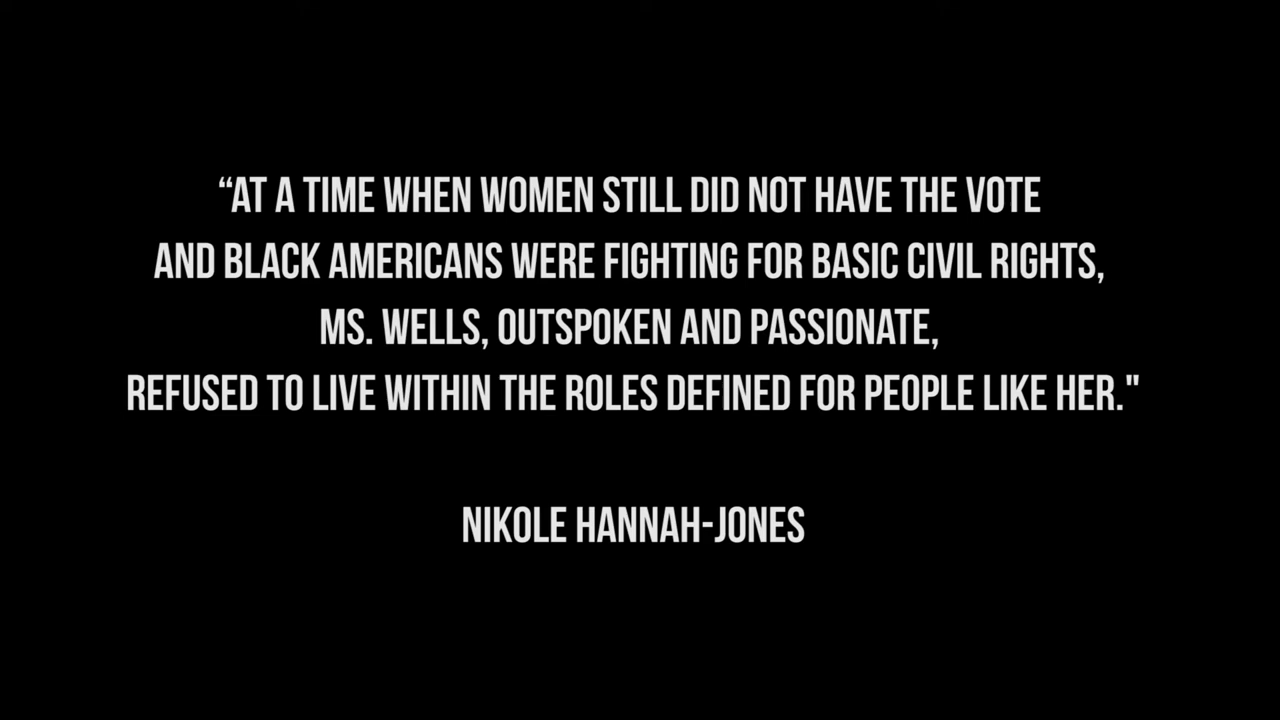 “AT A TIME WHEN WOMEN STILL DID NOT HAVE THE VOTE
AND BLACK AMERICANS WERE FIGHTING FOR BASIC CIVIL RIGHTS,
MS. WELLS, OUTSPOKEN AND PASSIONATE,
REFUSED TO LIVE WITHIN THE ROLES DEFINED FOR PEOPLE LIKE HER."
NIKOLE HANNAH-JONES